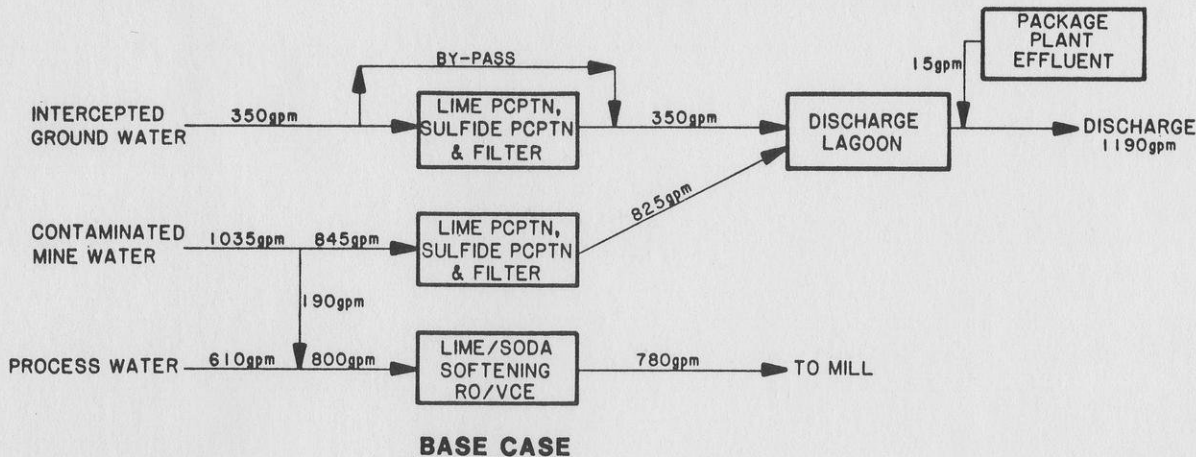 PACKAGE
PLANT
EFFLUENT
15gpm
BY-PASS
INTERCEPTED
GROUND WATER
350gpm
LIME PCPTN,
SULFIDE PCPTN
& FILTER
350gpm
DISCHARGE
LAGOON
DISCHARGE
1190gpm
825gpm
CONTAMINATED
MINE WATER
1035gpm
845gpm
LIME PCPTN,
SULFIDE PCPTN
& FILTER
190gpm
PROCESS WATER
610gpm
800gpm
LIME/SODA
SOFTENING
RO/VCE
780gpm
TO MILL
BASE CASE